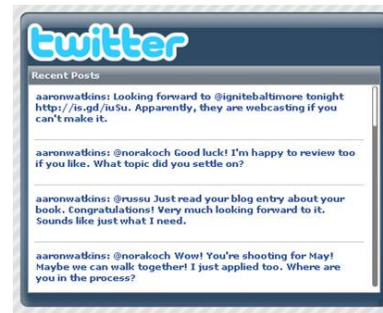 twitter
Recent Posts
aaronwatkins: Looking forward to @ignitebaltimore tonight
http://is.gd/iuSu. Apparently, they are webcasting if you
can't make it.
aaronwatkins: @norakoch Good luck! I'm happy to review too
if you like. What topic did you settle on?
aaronwatkins: @russu Just read your blog entry about your
book. Congratulations! Very much looking forward to it.
Sounds like just what I need.
aaronwatkins: @norakoch Wow! You're shooting for May!
Maybe we can walk together! I just applied too. Where are
you in the process?